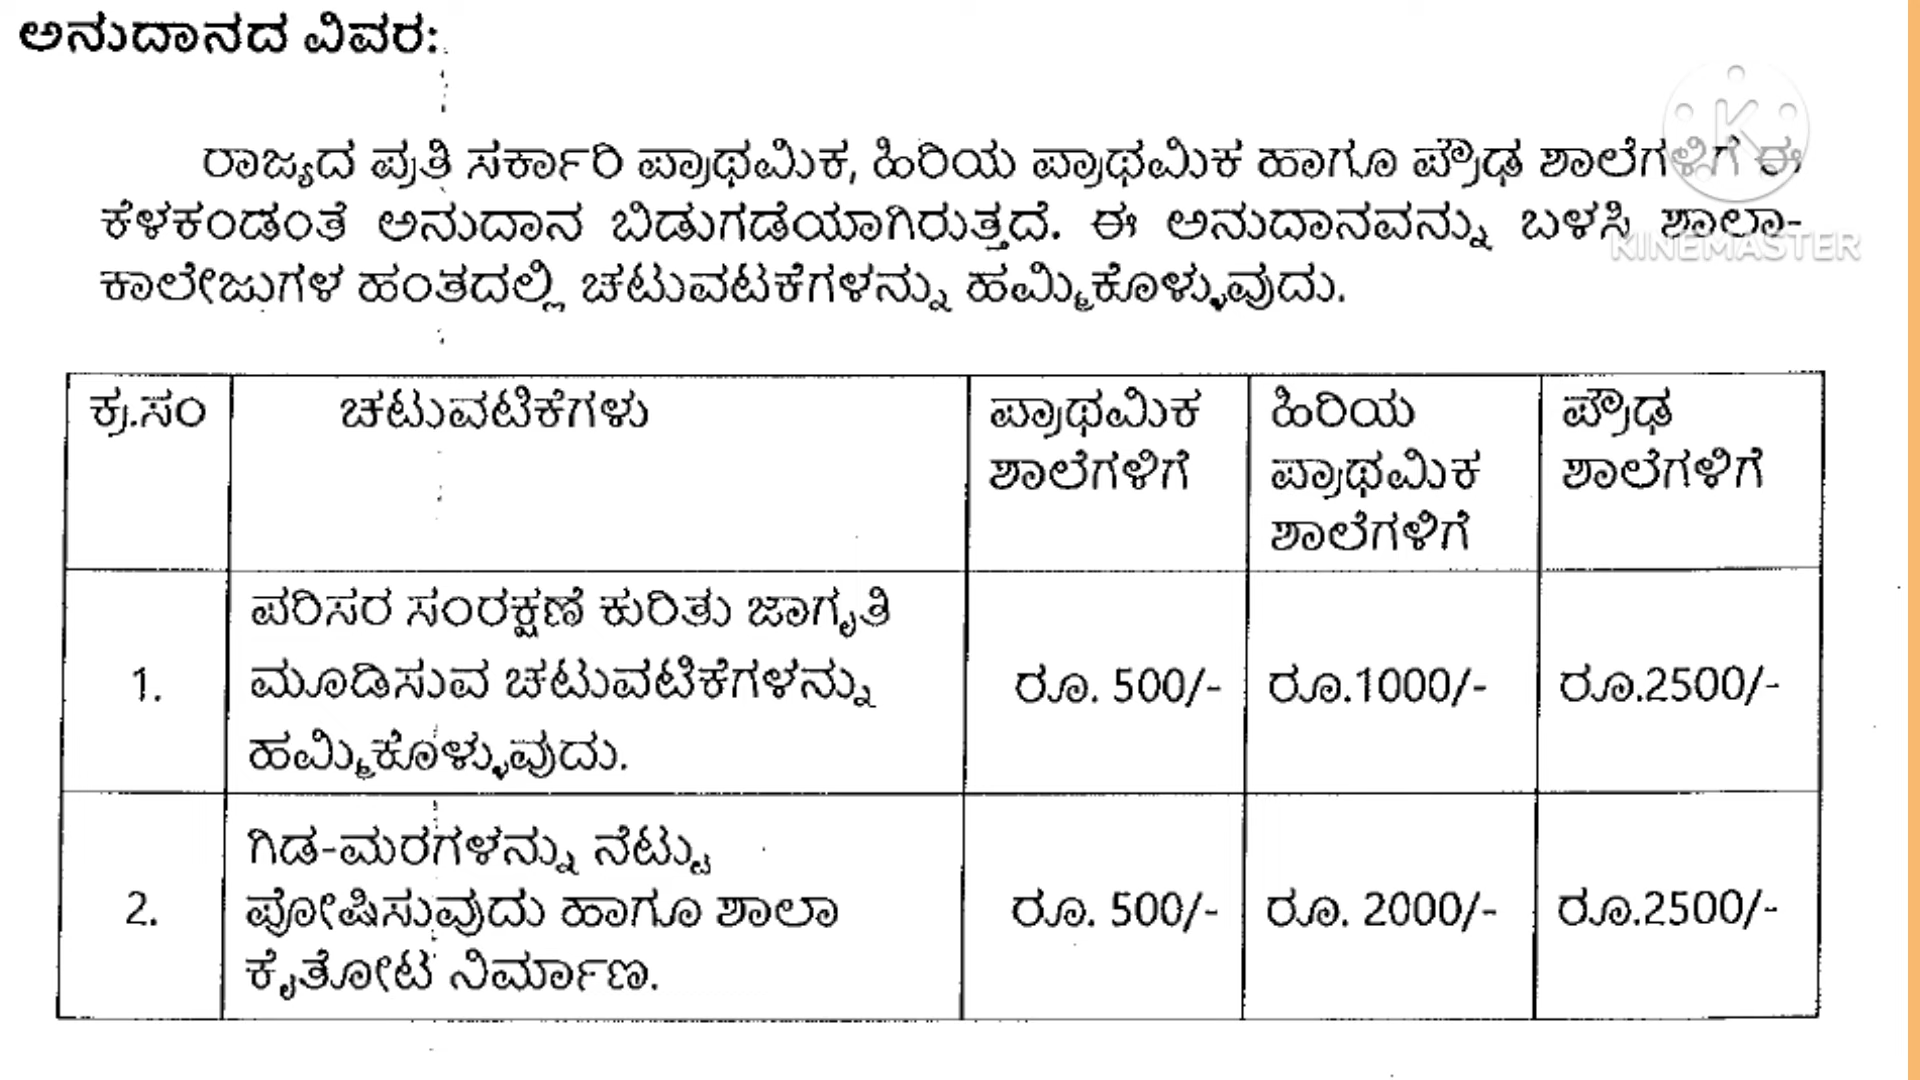 ಅನುದಾನದ ವಿವರ:
ರಾಜ್ಯದ ಪ್ರತಿ ಸರ್ಕಾರಿ ಪ್ರಾಥಮಿಕ, ಹಿರಿಯ ಪ್ರಾಥಮಿಕ ಹಾಗೂ ಪ್ರೌಢ ಶಾಲೆಗಳಿಗೆ ಈ
ಕೆಳಕಂಡಂತೆ ಅನುದಾನ ಬಿಡುಗಡೆಯಾಗಿರುತ್ತದೆ. ಈ ಅನುದಾನವನ್ನು ಬಳಸಿ ಶಾಲಾ-
ಕಾಲೇಜುಗಳ ಹಂತದಲ್ಲಿ ಚಟುವಟಕೆಗಳನ್ನು ಹಮ್ಮಿಕೊಳ್ಳುವುದು.
K
KINEMASTER
ಕ್ರ.ಸಂ
ಚಟುವಟಿಕೆಗಳು
ಪ್ರಾಥಮಿಕ
ಶಾಲೆಗಳಿಗೆ
ಹಿರಿಯ
ಪ್ರಾಥಮಿಕ
ಶಾಲೆಗಳಿಗೆ
ಪ್ರೌಢ
ಶಾಲೆಗಳಿಗೆ
1.
ಪರಿಸರ ಸಂರಕ್ಷಣೆ ಕುರಿತು ಜಾಗೃತಿ
ಮೂಡಿಸುವ ಚಟುವಟಿಕೆಗಳನ್ನು
ಹಮ್ಮಿಕೊಳ್ಳುವುದು.
ರೂ. 500/-
ರೂ.1000/-
ರೂ.2500/-
2.
ಗಿಡ-ಮರಗಳನ್ನು ನೆಟ್ಟು
ಪೋಷಿಸುವುದು ಹಾಗೂ ಶಾಲಾ
ಕೈತೋಟ ನಿರ್ಮಾಣ.
ರೂ. 500/-
ರೂ. 2000/-
ರೂ.2500/-